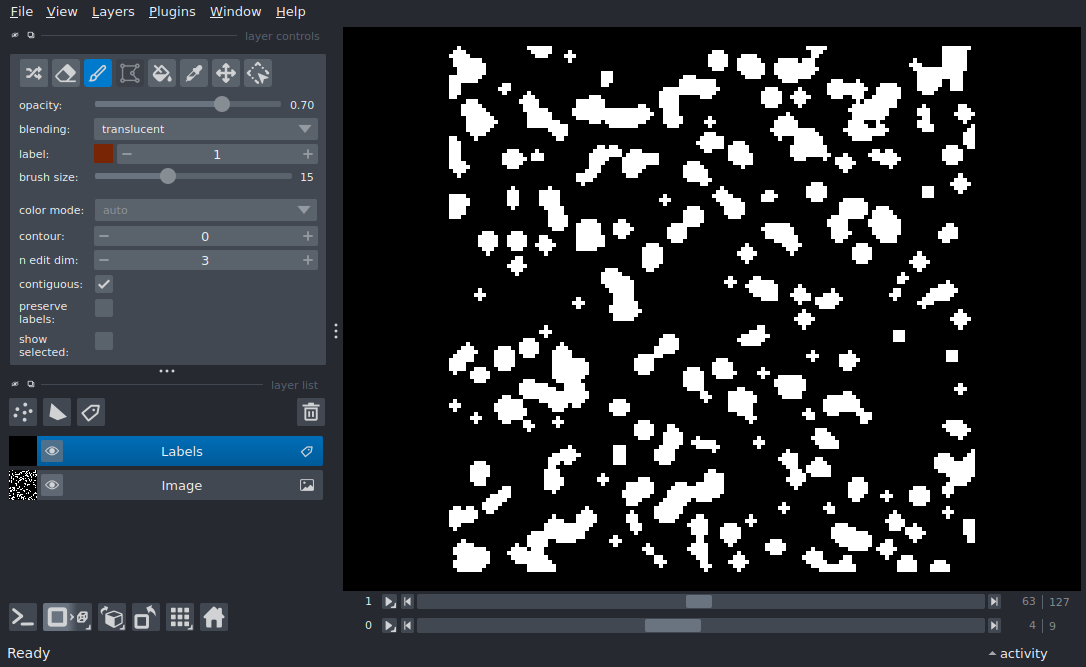 File View Layers Plugins Window Help
layer controls
opacity: 0.70
blending: translucent
label: 1
brush size: 15
color mode: auto
contour: 0
n edit dim: 3
contiguous:
preserve
labels:
show
selected:
layer list
Labels
Image
1 63 127
0 4 9
Ready activity